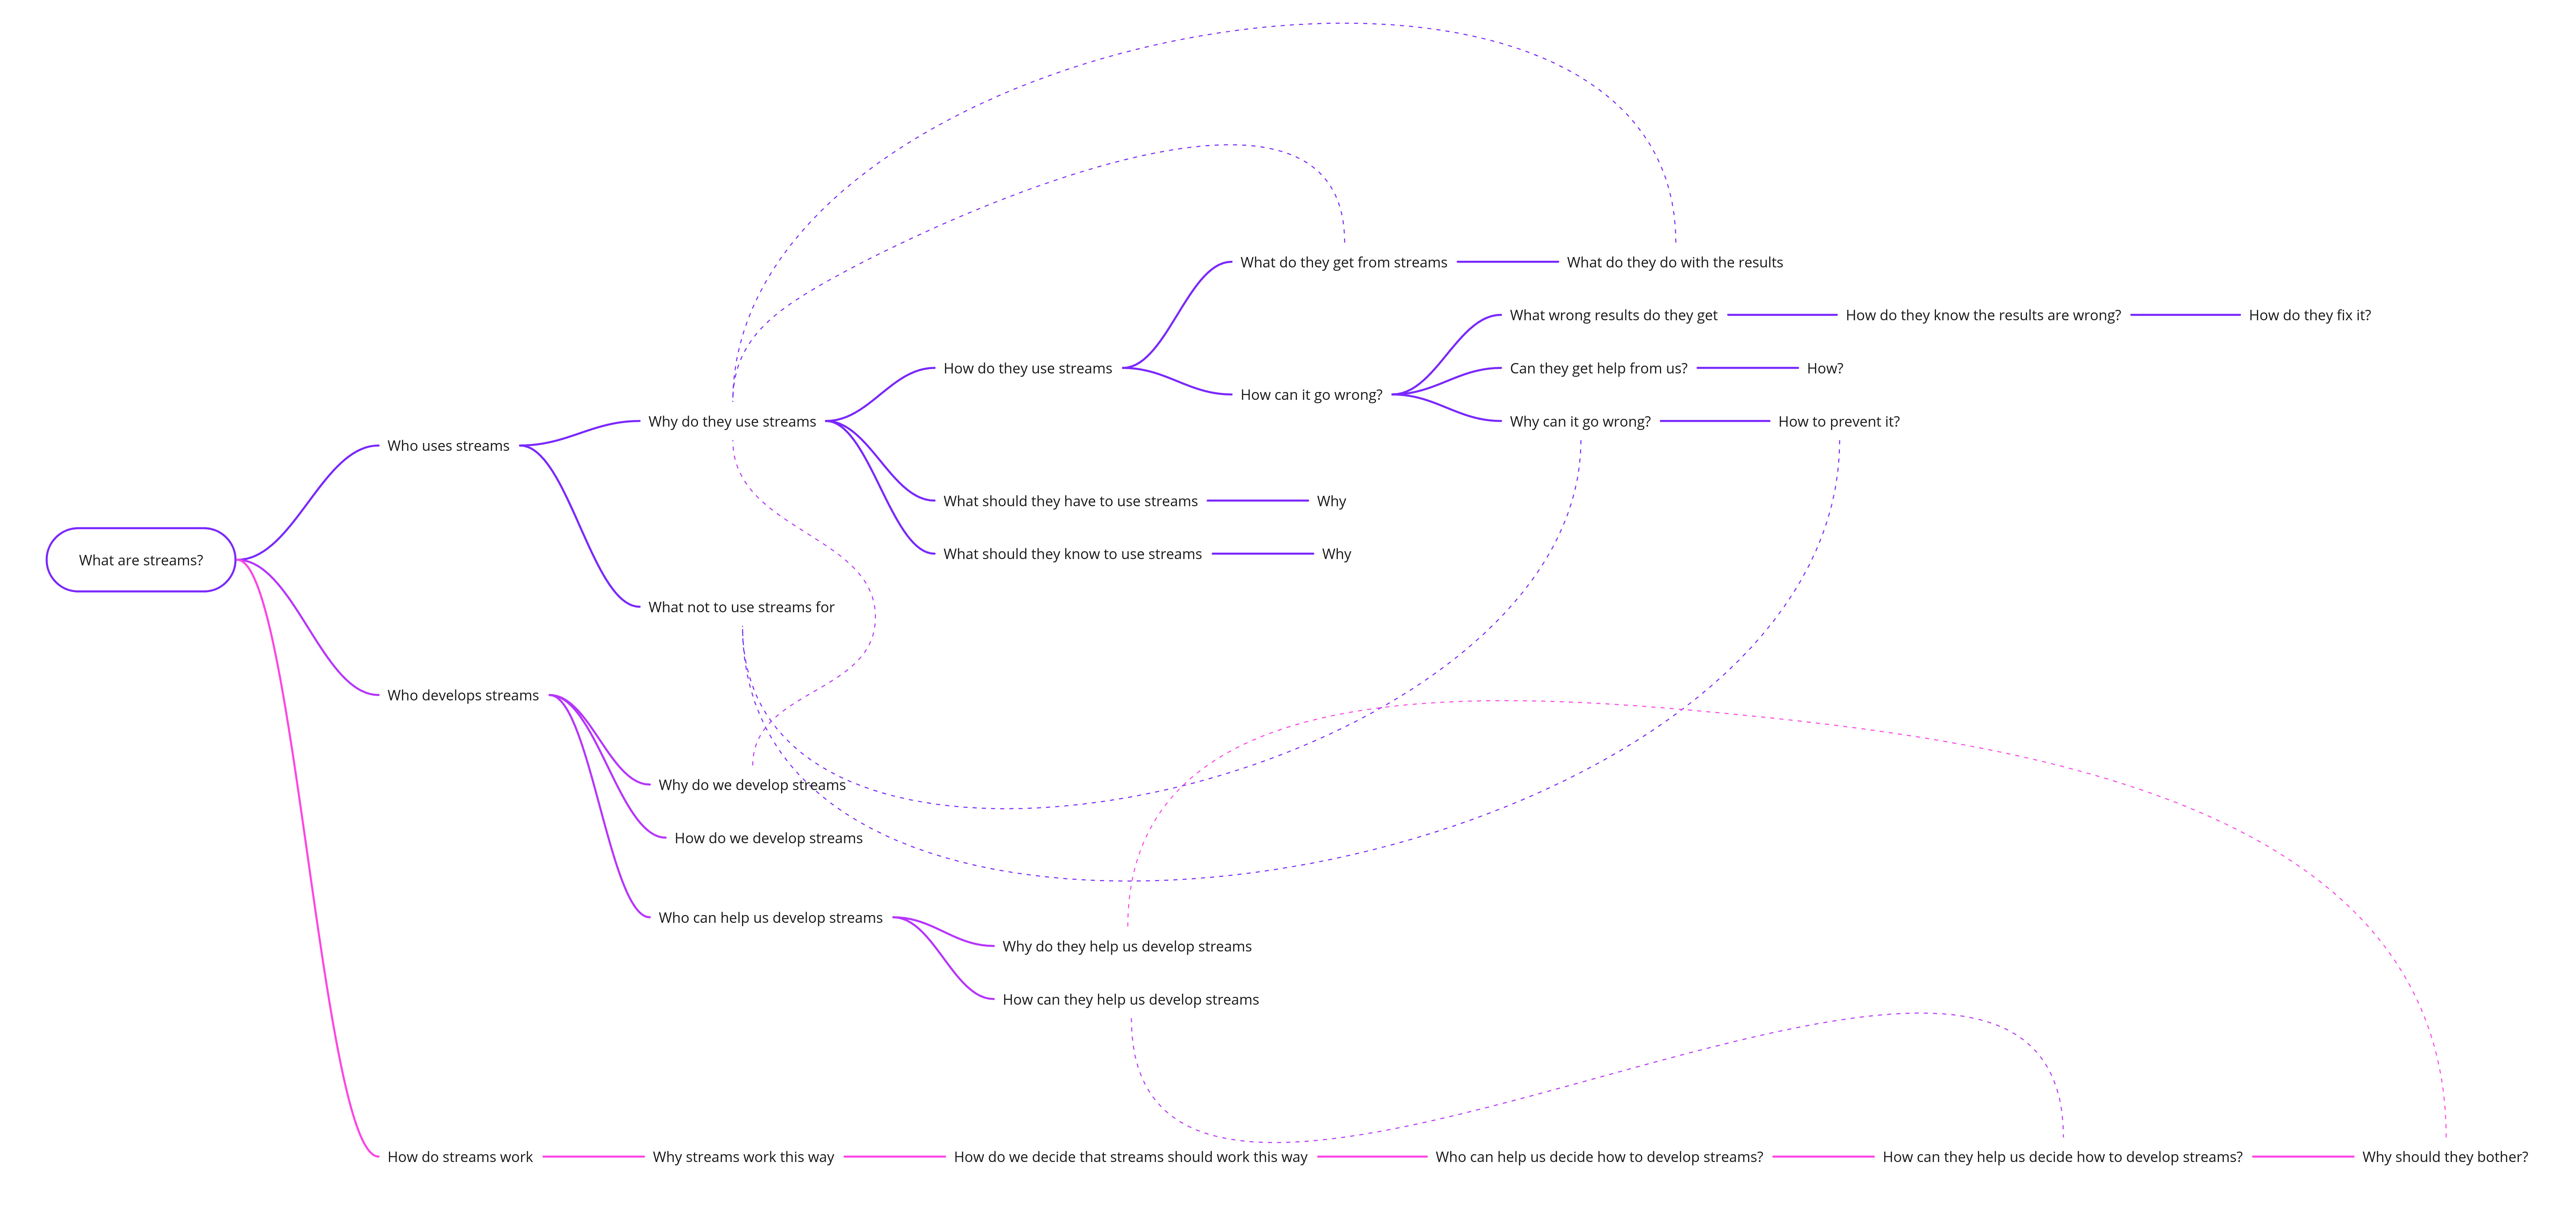 What are streams?
Who uses streams
Why do they use streams
How do they use streams
What do they get from streams
What do they do with the results
How can it go wrong?
What wrong results do they get
How do they know the results are wrong?
How do they fix it?
Can they get help from us?
How?
Why can it go wrong?
How to prevent it?
What should they have to use streams
Why
What should they know to use streams
Why
What not to use streams for
Who develops streams
Why do we develop streams
How do we develop streams
Who can help us develop streams
Why do they help us develop streams
How can they help us develop streams
How do streams work
Why streams work this way
How do we decide that streams should work this way
Who can help us decide how to develop streams?
How can they help us decide how to develop streams?
Why should they bother?